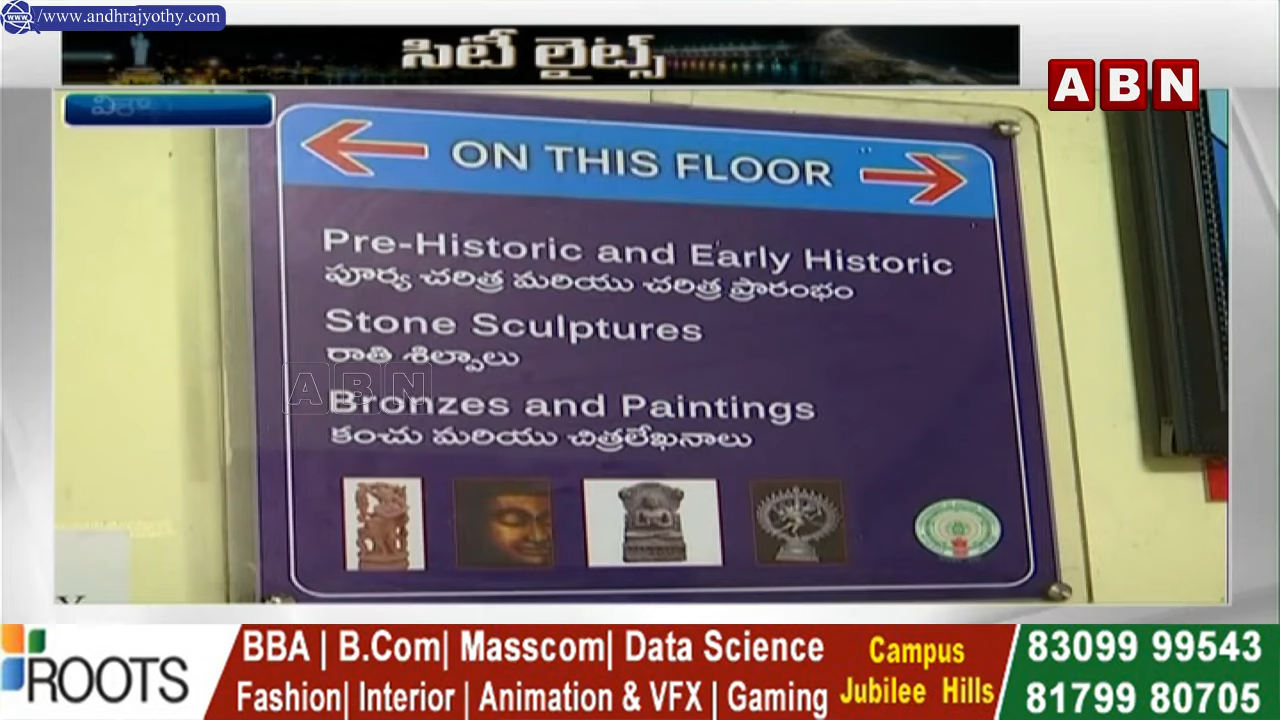 www.andhrajyothy.com
సిటీ లైట్స్
ABN
ON THIS FLOOR
Pre-Historic and Early Historic
పూర్వ చరిత్ర మరియు చరిత్ర ప్రారంభం
Stone Sculptures
రాతి శిల్పాలు
ABN
Bronzes and Paintings
కంచు మరియు చిత్రలేఖనాలు
ROOTS
BBA | B.Com| Masscom| Data Science
Fashion| Interior | Animation & VFX | Gaming
Campus
Jubilee Hills
83099 99543
81799 80705